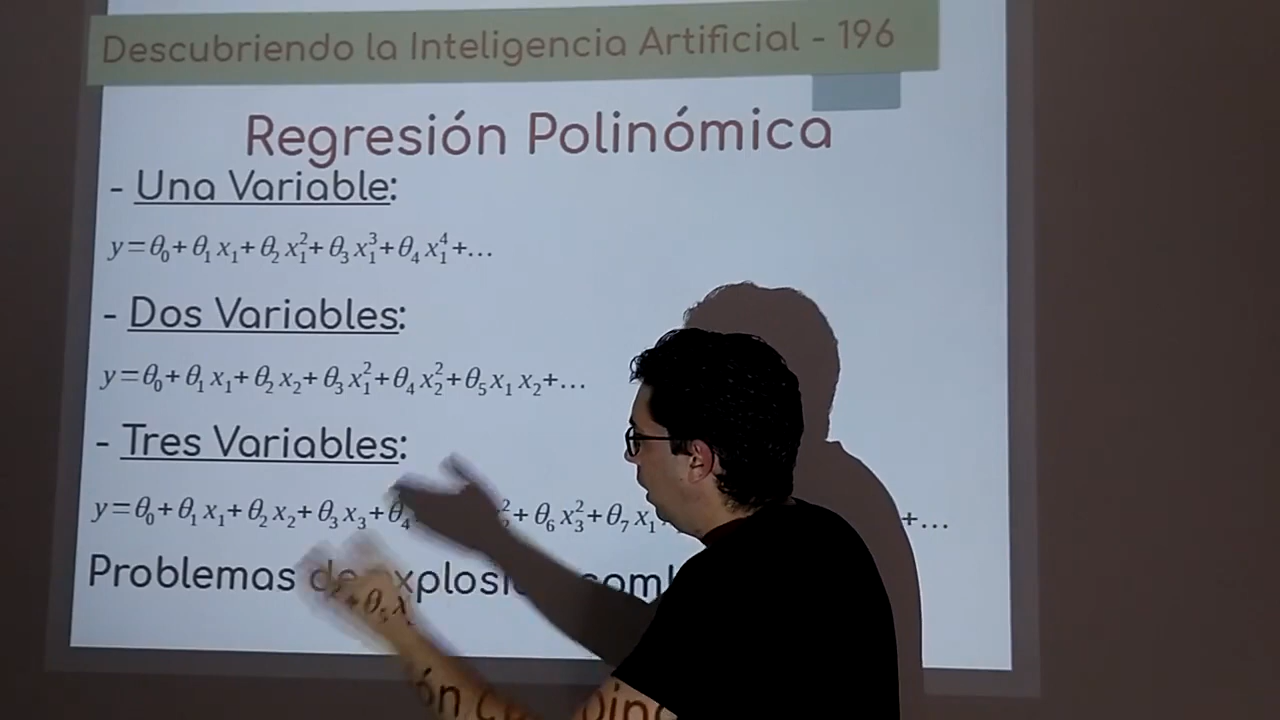 Descubriendo la Inteligencia Artificial - 196
Regresión Polinómica
- Una Variable:
y=θ₀+θ₁x₁+θ₂x₁²+θ₃x₁³+θ₄x₁⁴+...
- Dos Variables:
y=θ₀+θ₁x₁+θ₂x₂+θ₃x₁²+θ₄x₂²+θ₅x₁x₂+...
- Tres Variables:
y=θ₀+θ₁x₁+θ₂x₂+θ₃x₃+θ₄ +θ₆x₃²+θ₇x₁ +...
Problemas de